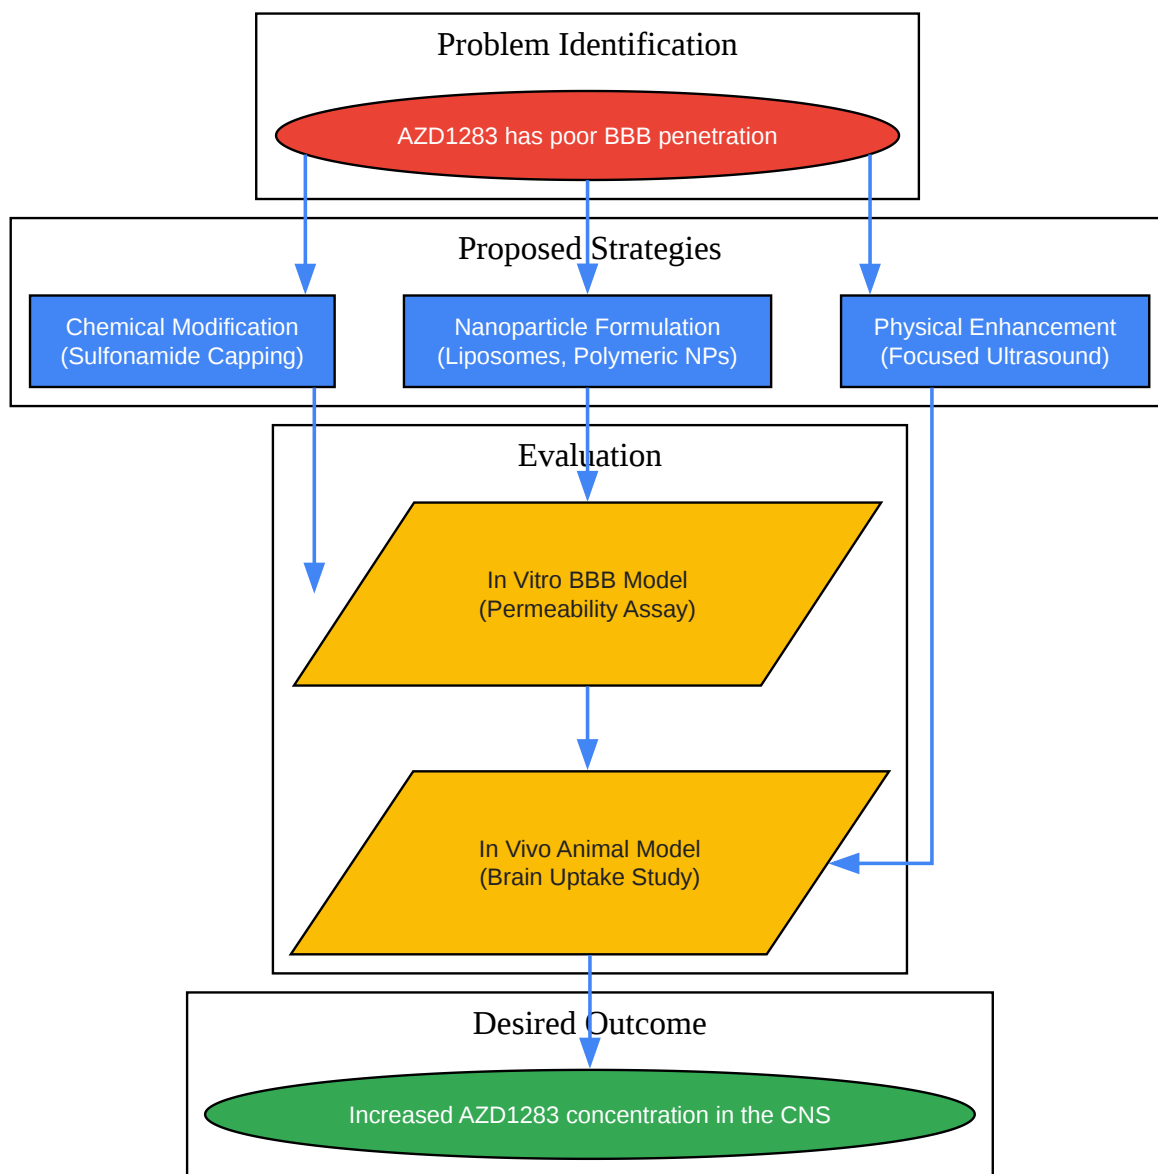 Problem Identification
AZD1283 has poor BBB penetration
Proposed Strategies
Chemical Modification
(Sulfonamide Capping)
Nanoparticle Formulation
(Liposomes, Polymeric NPs)
Physical Enhancement
(Focused Ultrasound)
Evaluation
In Vitro BBB Model
(Permeability Assay)
In Vivo Animal Model
(Brain Uptake Study)
Desired Outcome
Increased AZD1283 concentration in the CNS